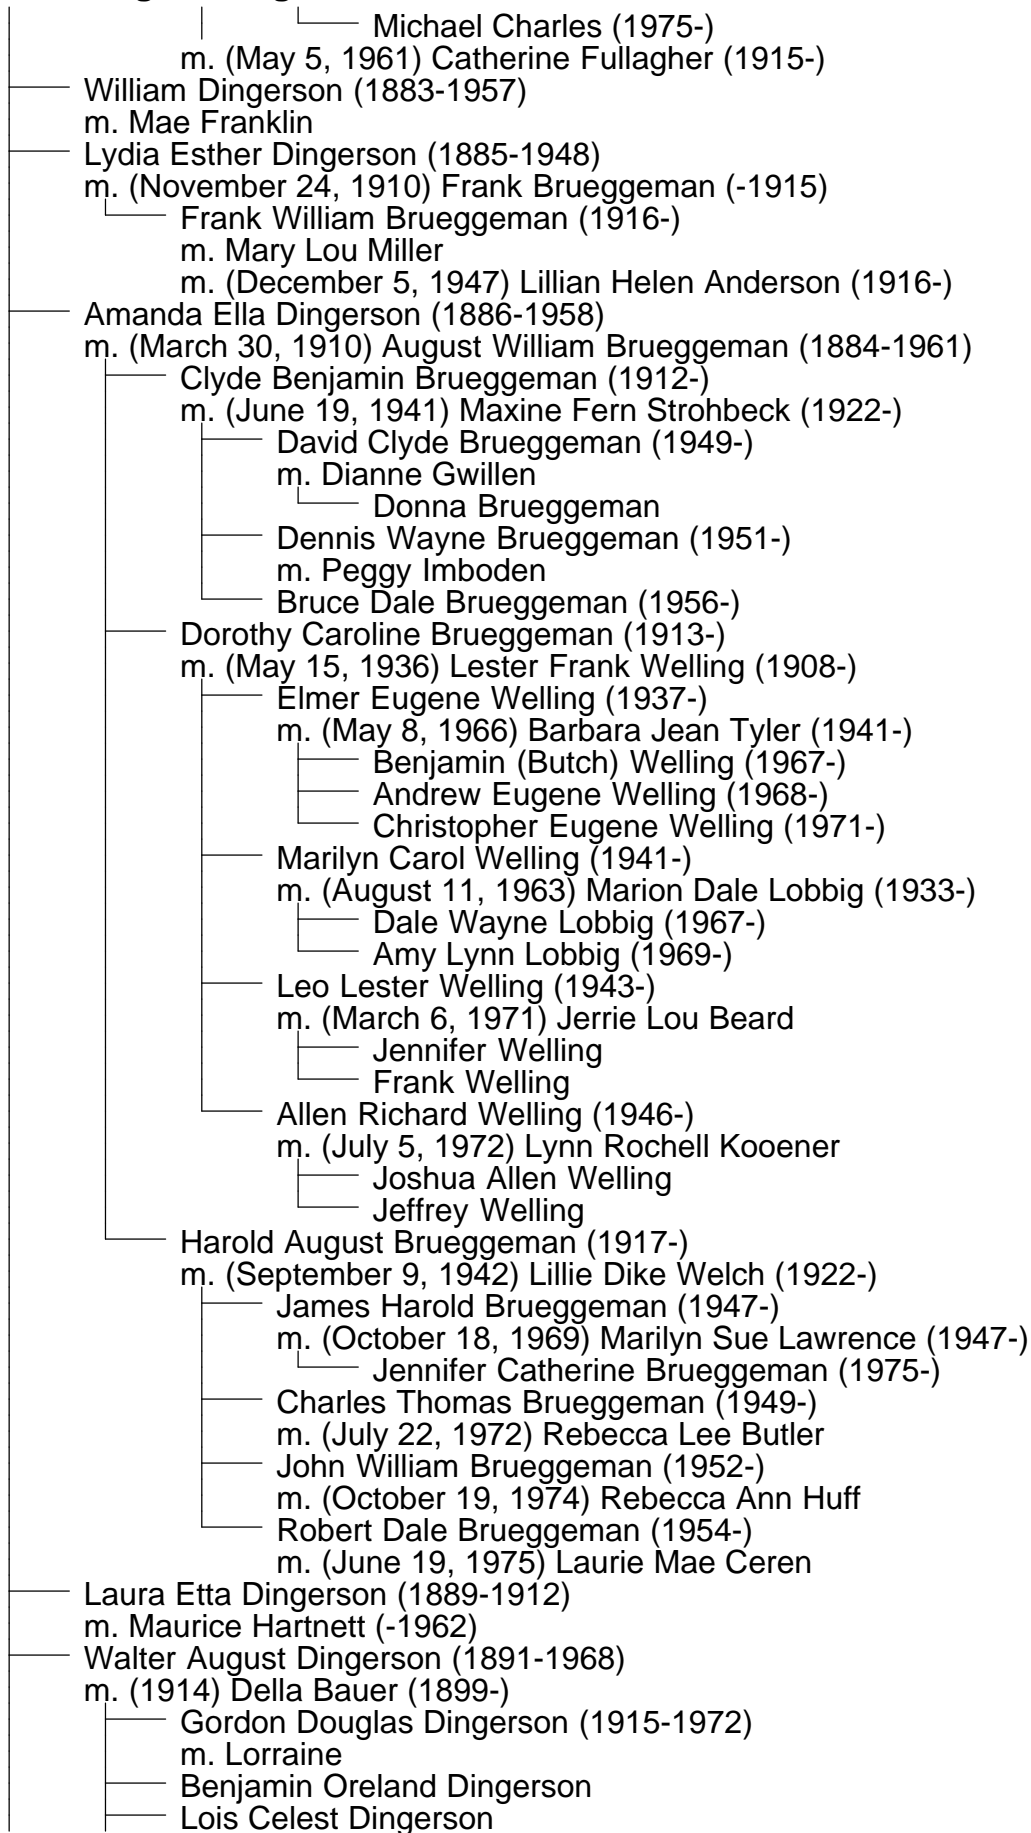 Michael Charles (1975-)
m. (May 5, 1961) Catherine Fullagher (1915-)
William Dingerson (1883-1957)
m. Mae Franklin
Lydia Esther Dingerson (1885-1948)
m. (November 24, 1910) Frank Brueggeman (-1915)
Frank William Brueggeman (1916-)
m. Mary Lou Miller
m. (December 5, 1947) Lillian Helen Anderson (1916-)
Amanda Ella Dingerson (1886-1958)
m. (March 30, 1910) August William Brueggeman (1884-1961)
Clyde Benjamin Brueggeman (1912-)
m. (June 19, 1941) Maxine Fern Strohbeck (1922-)
David Clyde Brueggeman (1949-)
m. Dianne Gwillen
Donna Brueggeman
Dennis Wayne Brueggeman (1951-)
m. Peggy Imboden
Bruce Dale Brueggeman (1956-)
Dorothy Caroline Brueggeman (1913-)
m. (May 15, 1936) Lester Frank Welling (1908-)
Elmer Eugene Welling (1937-)
m. (May 8, 1966) Barbara Jean Tyler (1941-)
Benjamin (Butch) Welling (1967-)
Andrew Eugene Welling (1968-)
Christopher Eugene Welling (1971-)
Marilyn Carol Welling (1941-)
m. (August 11, 1963) Marion Dale Lobbig (1933-)
Dale Wayne Lobbig (1967-)
Amy Lynn Lobbig (1969-)
Leo Lester Welling (1943-)
m. (March 6, 1971) Jerrie Lou Beard
Jennifer Welling
Frank Welling
Allen Richard Welling (1946-)
m. (July 5, 1972) Lynn Rochell Kooener
Joshua Allen Welling
Jeffrey Welling
Harold August Brueggeman (1917-)
m. (September 9, 1942) Lillie Dike Welch (1922-)
James Harold Brueggeman (1947-)
m. (October 18, 1969) Marilyn Sue Lawrence (1947-)
Jennifer Catherine Brueggeman (1975-)
Charles Thomas Brueggeman (1949-)
m. (July 22, 1972) Rebecca Lee Butler
John William Brueggeman (1952-)
m. (October 19, 1974) Rebecca Ann Huff
Robert Dale Brueggeman (1954-)
m. (June 19, 1975) Laurie Mae Ceren
Laura Etta Dingerson (1889-1912)
m. Maurice Hartnett (-1962)
Walter August Dingerson (1891-1968)
m. (1914) Della Bauer (1899-)
Gordon Douglas Dingerson (1915-1972)
m. Lorraine
Benjamin Oreland Dingerson
Lois Celest Dingerson